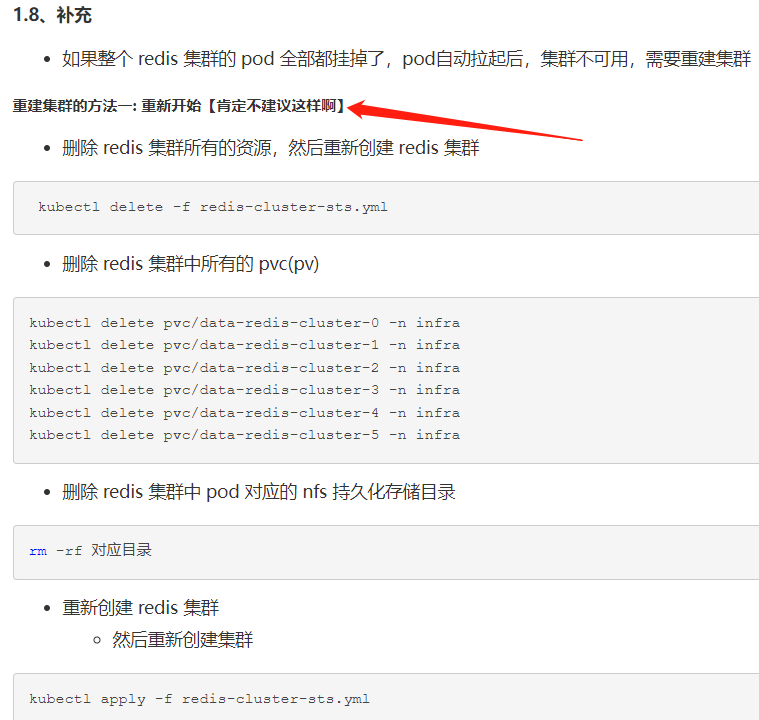 1.8、补充
如果整个 redis 集群的 pod 全部都挂掉了，pod自动拉起后，集群不可用，需要重建集群
重建集群的方法一: 重新开始【肯定不建议这样啊】
删除 redis 集群所有的资源，然后重新创建 redis 集群
kubectl delete -f redis-cluster-sts.yml
删除 redis 集群中所有的 pvc(pv)
kubectl delete pvc/data-redis-cluster-0 -n infra
kubectl delete pvc/data-redis-cluster-1 -n infra
kubectl delete pvc/data-redis-cluster-2 -n infra
kubectl delete pvc/data-redis-cluster-3 -n infra
kubectl delete pvc/data-redis-cluster-4 -n infra
kubectl delete pvc/data-redis-cluster-5 -n infra
删除 redis 集群中 pod 对应的 nfs 持久化存储目录
rm -rf 对应目录
重新创建 redis 集群
然后重新创建集群
kubectl apply -f redis-cluster-sts.yml